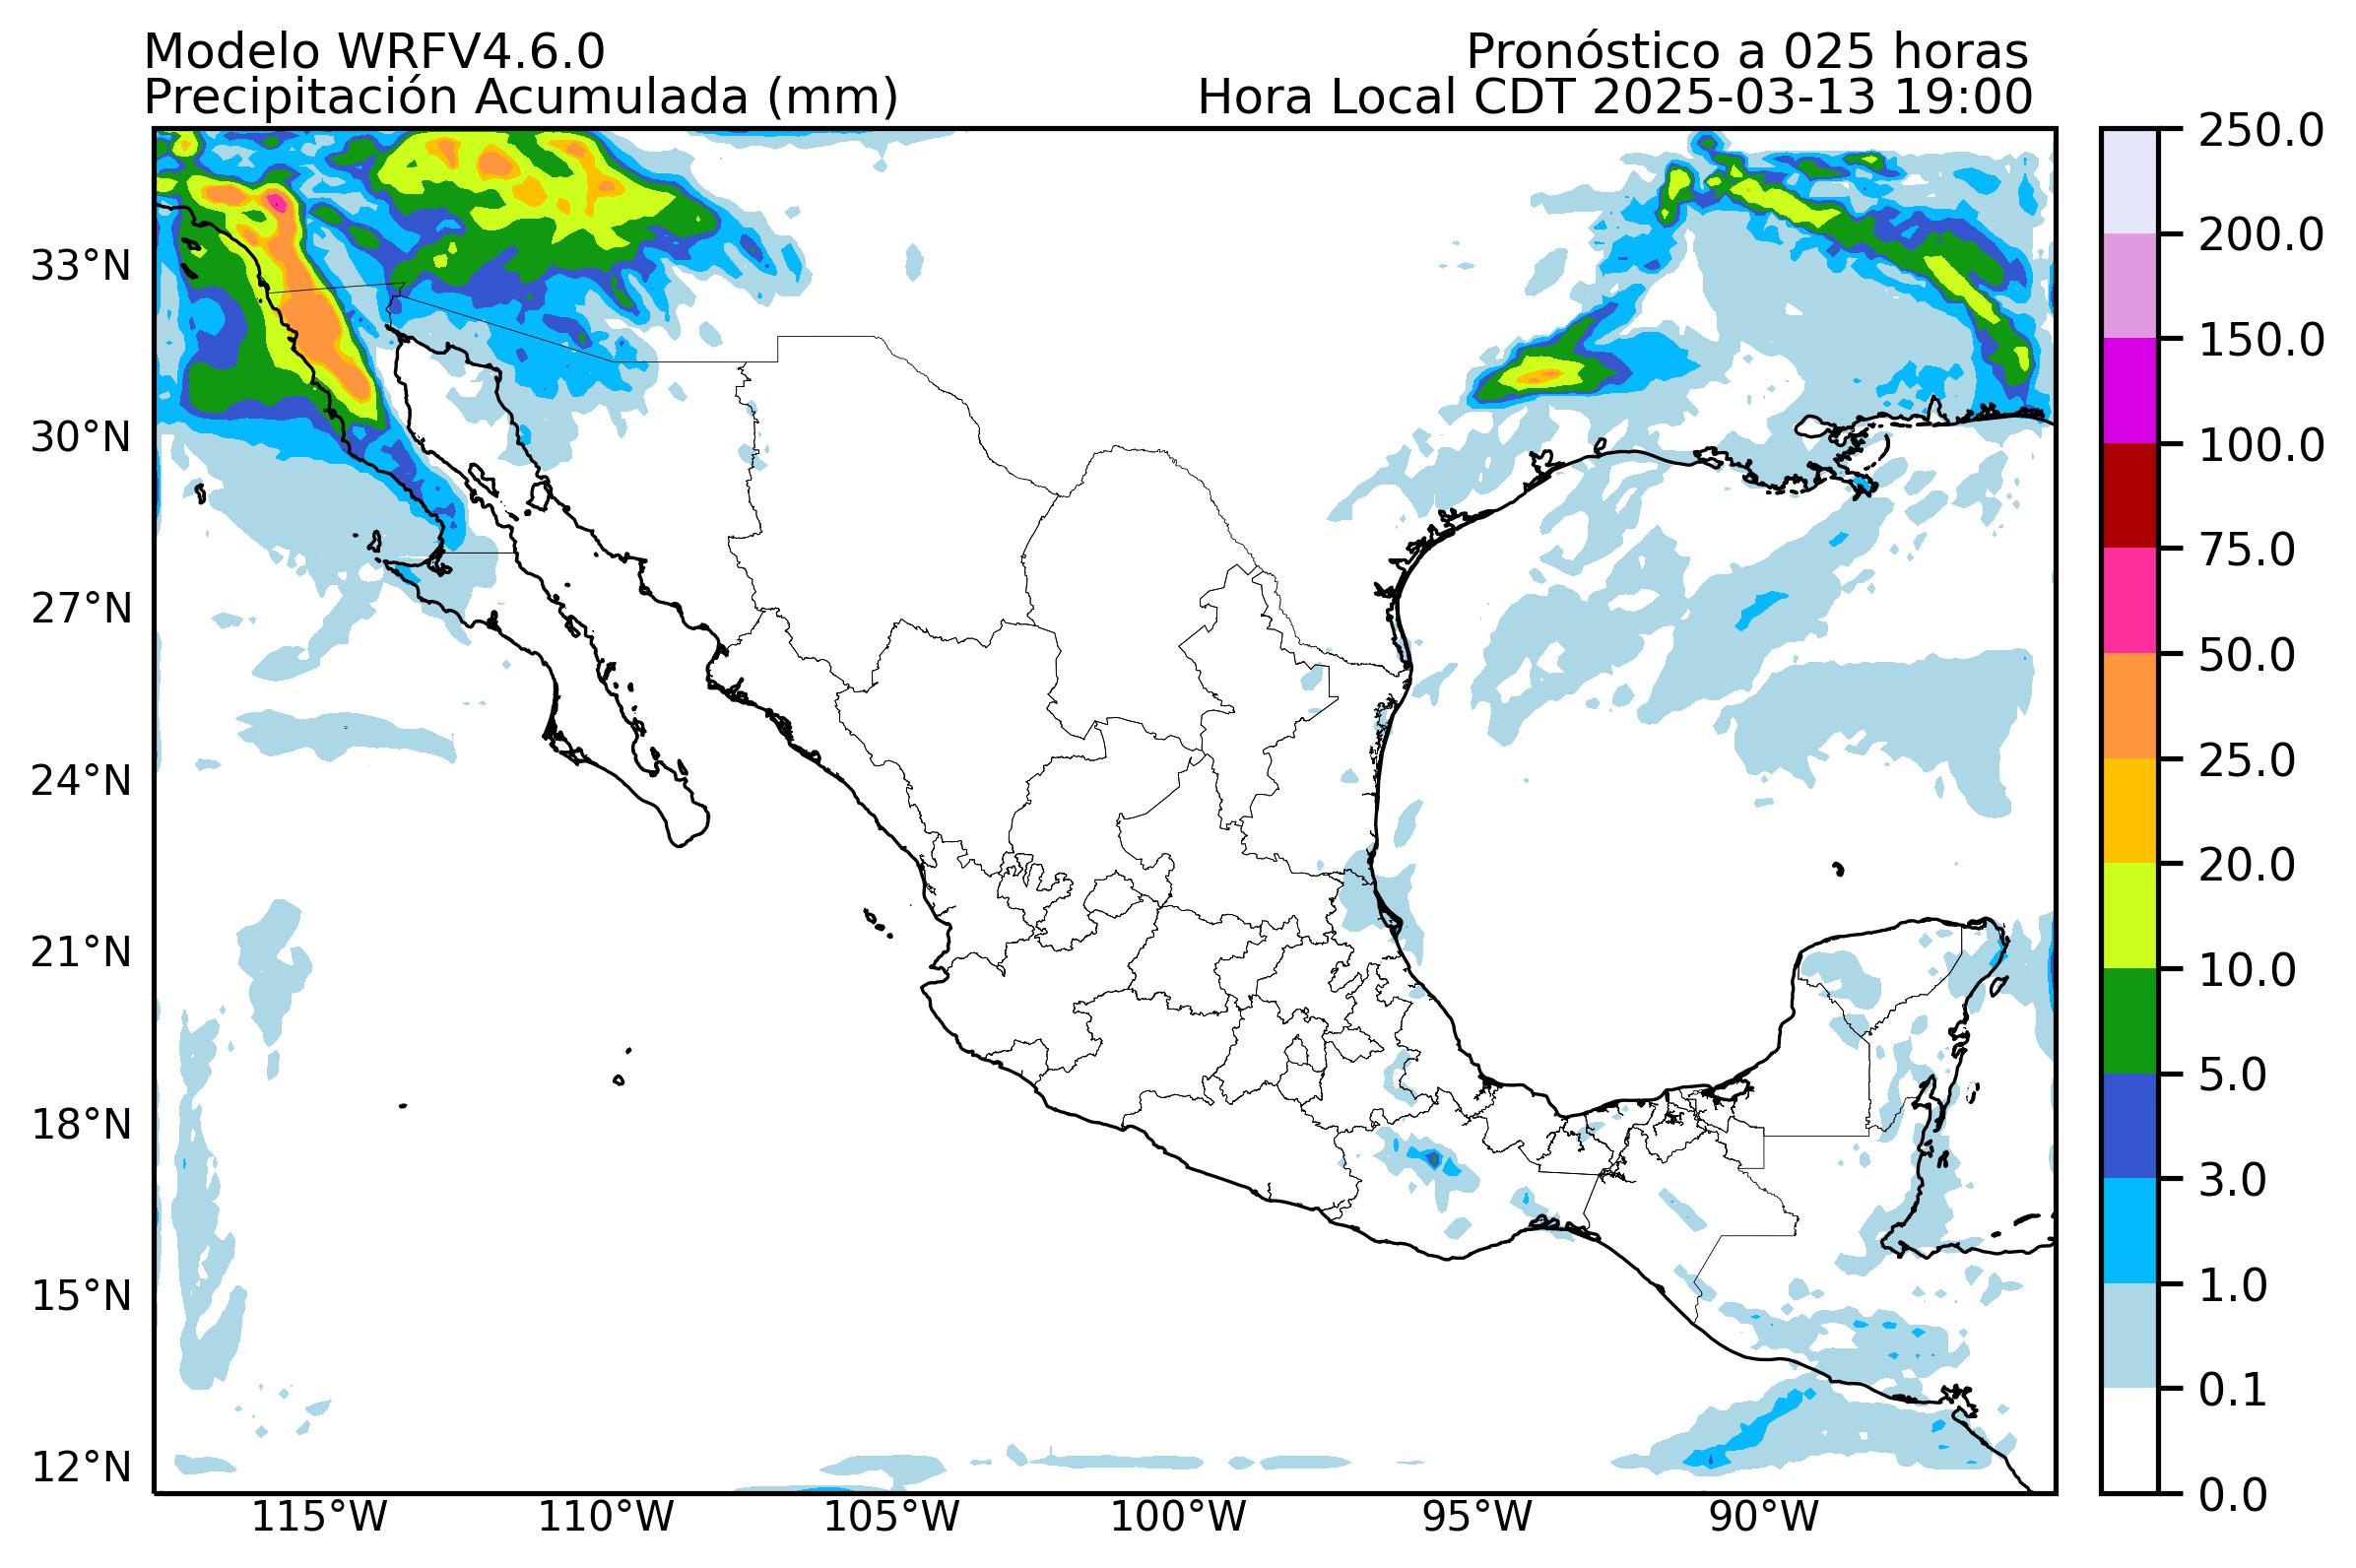 Modelo WRFV4.6.0
Pronóstico a 025 horas
Precipitación Acumulada (mm)
Hora Local CDT 2025-03-13 19:00
33°N
30°N
27°N
24°N
21°N
18°N
15°N
12°N
115°W
110°W
105°W
100°W
95°W
90°W
250.0
200.0
150.0
100.0
75.0
50.0
25.0
20.0
10.0
5.0
3.0
1.0
0.1
0.0